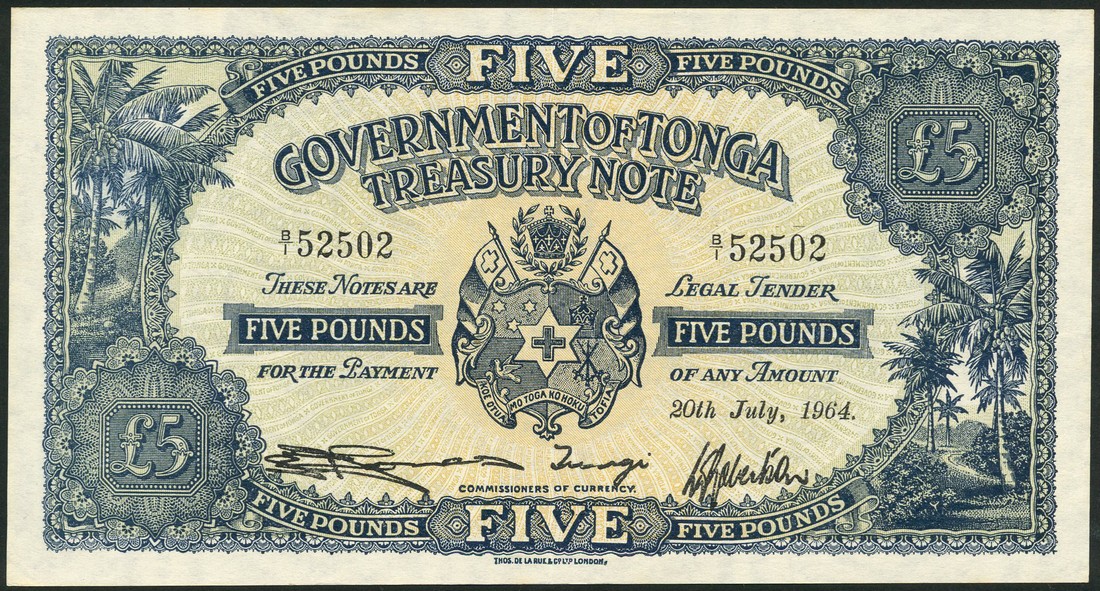 FIVE
FIVE POUNDS FIVE POUNDS
GOVERNMENT OF TONGA
TREASURY NOTE
£5
B/1 52502 B/1 52502
THESE NOTES ARE LEGAL TENDER
FIVE POUNDS FIVE POUNDS
FOR THE PAYMENT OF ANY AMOUNT
MO TOGA KO HOKU TOFIA
20th July, 1964.
£5
COMMISSIONERS OF CURRENCY.
FIVE POUNDS FIVE POUNDS
FIVE
THOS. DE LA RUE & CO LTD LONDON.